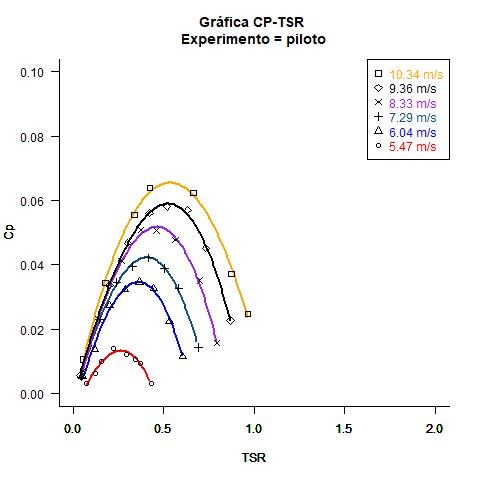 Gráfica CP-TSR
Experimento = piloto
10.34 m/s
9.36 m/s
8.33 m/s
7.29 m/s
6.04 m/s
5.47 m/s
0.10
0.08
0.06
0.04
0.02
0.00
Cp
0.0 0.5 1.0 1.5 2.0
TSR